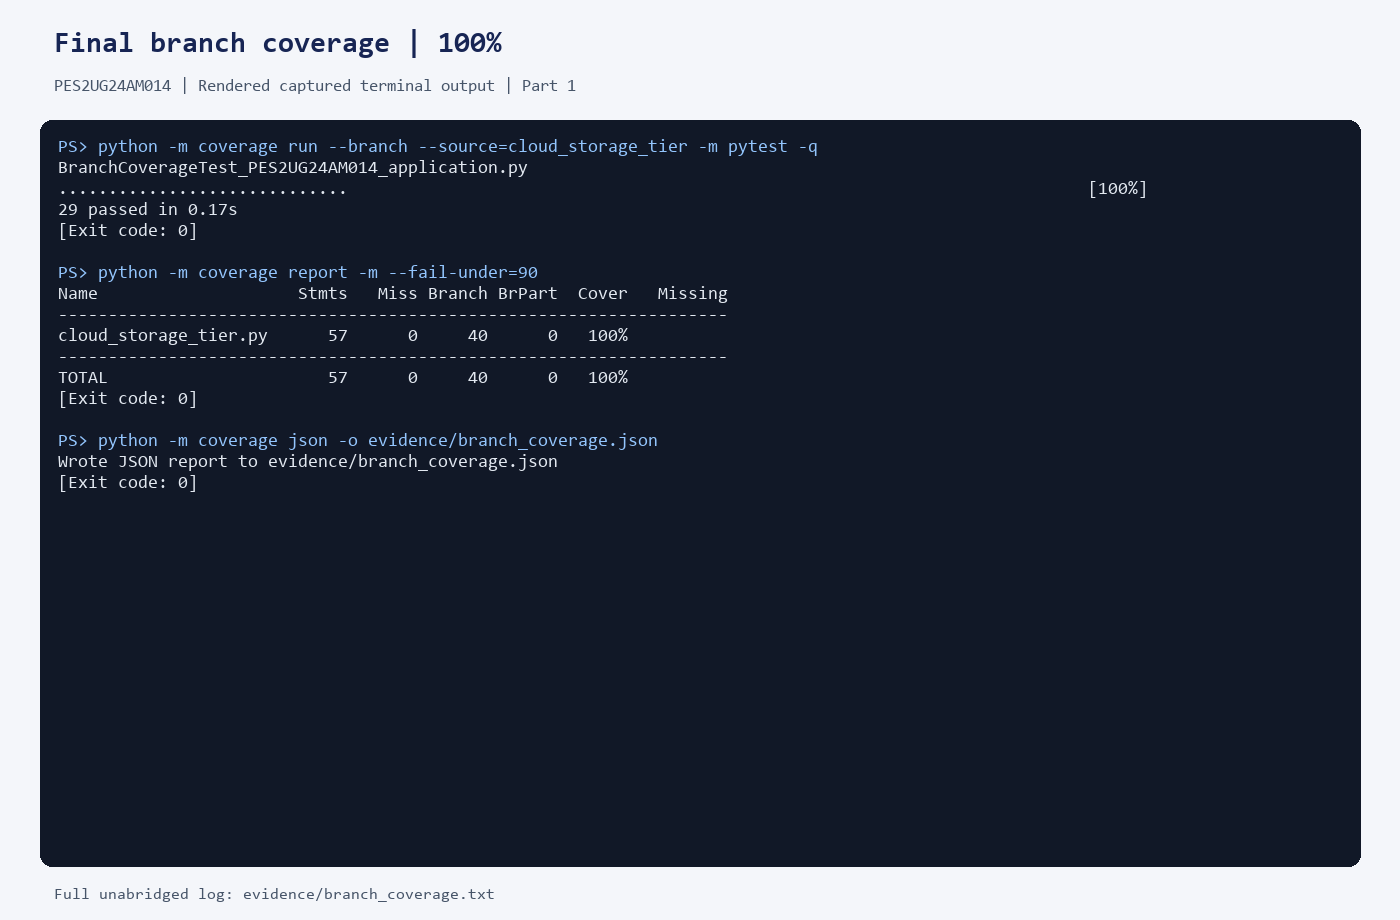 Final branch coverage | 100%
PES2UG24AM014 | Rendered captured terminal output | Part 1
PS> python -m coverage run --branch --source=cloud_storage_tier -m pytest -q
BranchCoverageTest_PES2UG24AM014_application.py
............................. [100%]
29 passed in 0.17s
[Exit code: 0]
PS> python -m coverage report -m --fail-under=90
Name Stmts Miss Branch BrPart Cover Missing
-------------------------------------------------------------------
cloud_storage_tier.py 57 0 40 0 100%
-------------------------------------------------------------------
TOTAL 57 0 40 0 100%
[Exit code: 0]
PS> python -m coverage json -o evidence/branch_coverage.json
Wrote JSON report to evidence/branch_coverage.json
[Exit code: 0]
Full unabridged log: evidence/branch_coverage.txt